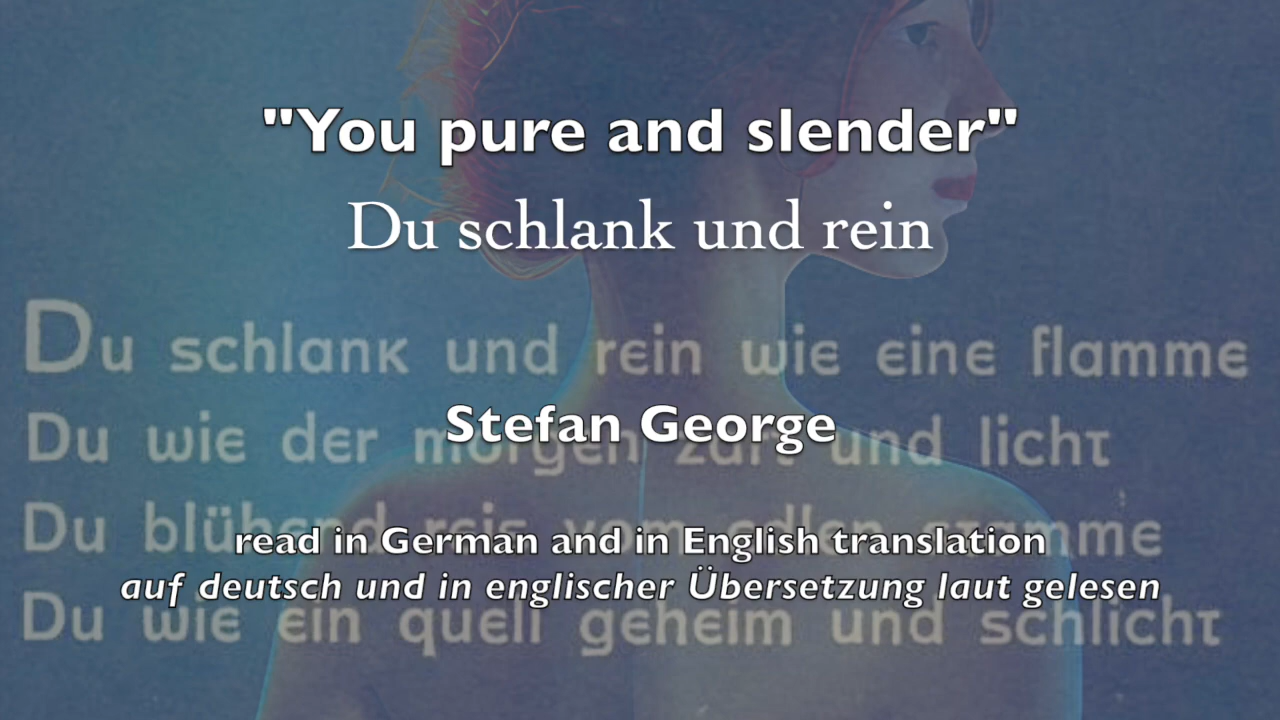 "You pure and slender"
Du schlank und rein
Du schlank und rein wie eine flamme
Stefan George
Du wie der morgen zart und licht
Du blühend reis vom edlen stamme
read in German and in English translation
auf deutsch und in englischer Übersetzung laut gelesen
Du wie ein quell geheim und schlicht